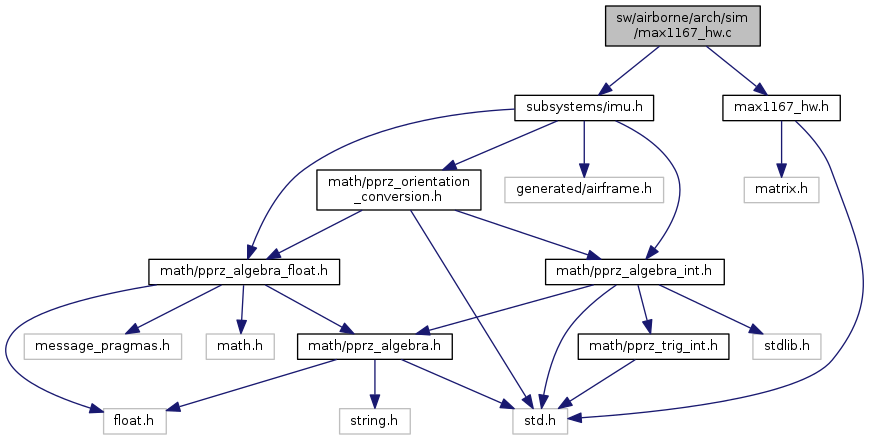 sw/airborne/arch/sim
/max1167_hw.c
subsystems/imu.h
max1167_hw.h
math/pprz_orientation
_conversion.h
generated/airframe.h
matrix.h
math/pprz_algebra_float.h
math/pprz_algebra_int.h
message_pragmas.h
math.h
math/pprz_algebra.h
math/pprz_trig_int.h
stdlib.h
float.h
string.h
std.h